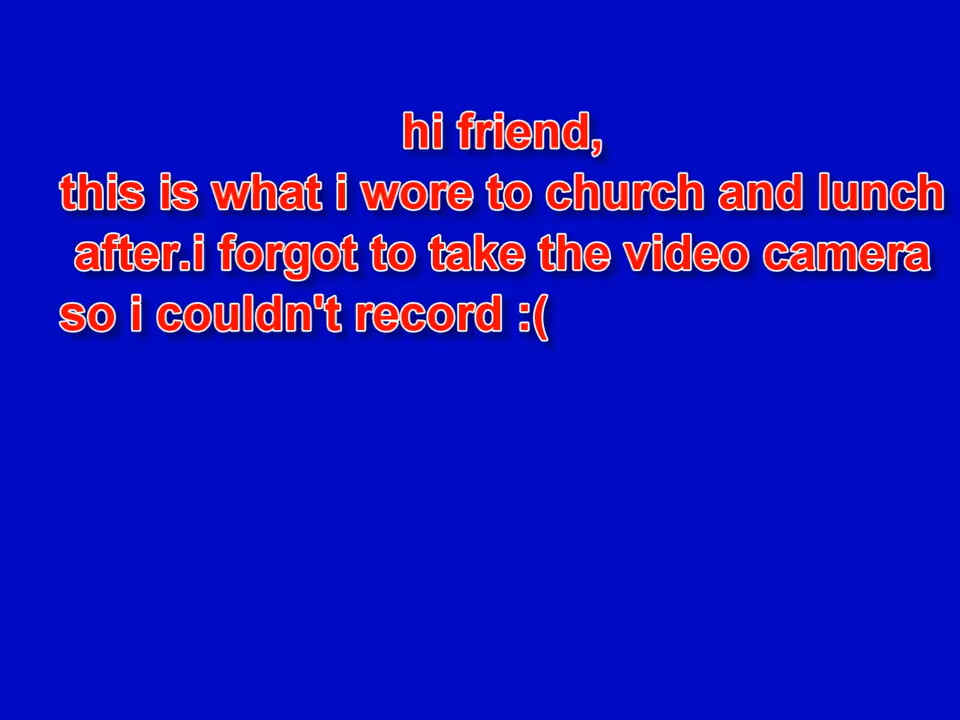 hi friend,
this is what i wore to church and lunch
after.i forgot to take the video camera
so i couldn't record :(